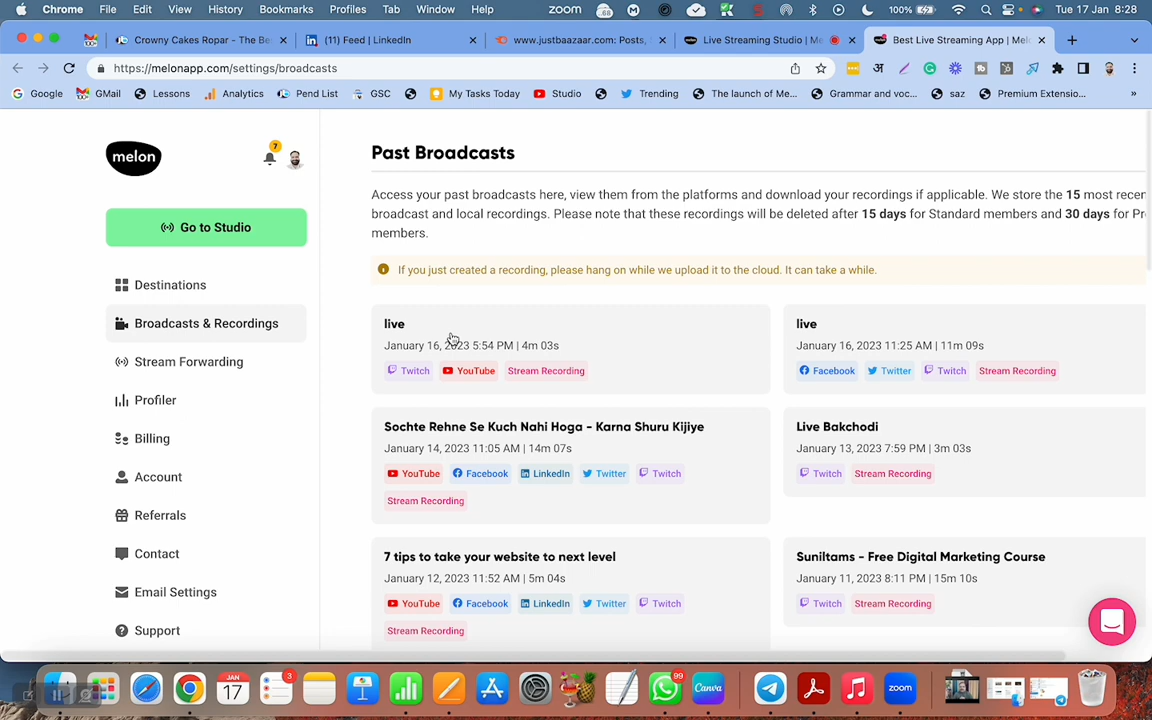 Chrome File Edit View History Bookmarks Profiles Tab Window Help zoom 100% Tue 17 Jan 8:28
Crowny Cakes Ropar - The Be (11) Feed | LinkedIn www.justbaazaar.com: Posts, Live Streaming Studio | Me Best Live Streaming App | Melo
https://melonapp.com/settings/broadcasts
Google GMail Lessons Analytics Pend List GSC My Tasks Today Studio Trending The launch of Me... Grammar and voc... saz Premium Extensio... »
melon
7
Go to Studio
Destinations
Broadcasts & Recordings
Stream Forwarding
Profiler
Billing
Account
Referrals
Contact
Email Settings
Support
Past Broadcasts
Access your past broadcasts here, view them from the platforms and download your recordings if applicable. We store the 15 most recen
broadcast and local recordings. Please note that these recordings will be deleted after 15 days for Standard members and 30 days for Pr
members.
If you just created a recording, please hang on while we upload it to the cloud. It can take a while.
live
January 16, 2023 5:54 PM | 4m 03s
Twitch YouTube Stream Recording
live
January 16, 2023 11:25 AM | 11m 09s
Facebook Twitter Twitch Stream Recording
Sochte Rehne Se Kuch Nahi Hoga - Karna Shuru Kijiye
January 14, 2023 11:05 AM | 14m 07s
YouTube Facebook LinkedIn Twitter Twitch
Stream Recording
Live Bakchodi
January 13, 2023 7:59 PM | 3m 03s
Twitch Stream Recording
7 tips to take your website to next level
January 12, 2023 11:52 AM | 5m 04s
YouTube Facebook LinkedIn Twitter Twitch
Stream Recording
Suniltams - Free Digital Marketing Course
January 11, 2023 8:11 PM | 15m 10s
Twitch Stream Recording
JAN 17 3 99 Canva zoom